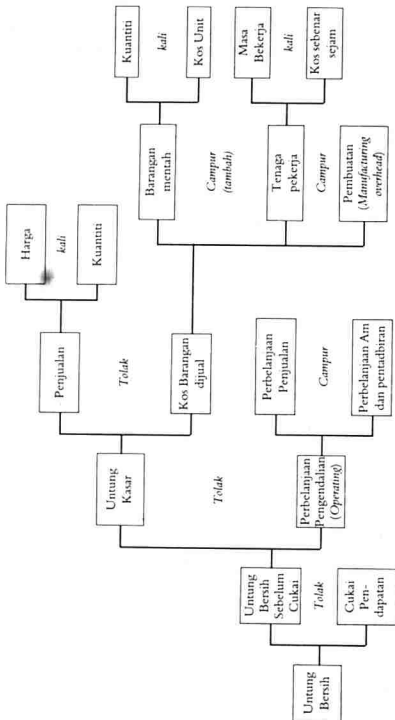 Untung
Bersih
Untung
Bersih
Sebelum
Cukai
Tolak
Cukai
Pen-
dapatan
Untung
Kasar
Tolak
Perbelanjaan
Pengendalian
(Operating)
Penjualan
Tolak
Kos Barangan
dijual
Perbelanjaan
Penjualan
Campur
Perbelanjaan Am
dan pentadbiran
Harga
kali
Kuantiti
Barangan
mentah
Campur
(tambah)
Tenaga
pekerja
Campur
Pembuatan
(Manufacturing
overhead)
Kuantiti
kali
Kos Unit
Masa
Bekerja
kali
Kos sebenar
sejam